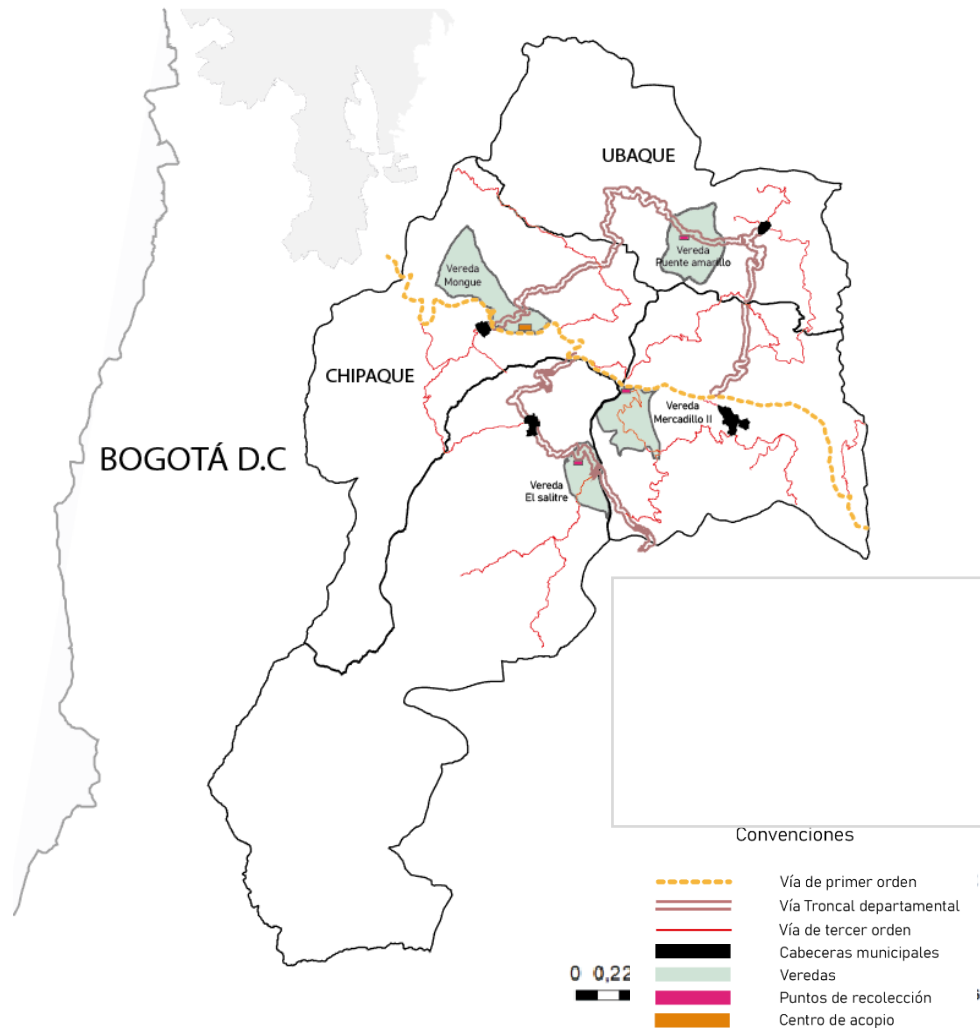 UBAQUE
Vereda
Puente amarillo
Vereda
Mongue
CHIPAQUE
Vereda
Mercadillo II
BOGOTÁ D.C
Vereda
El salitre
Convenciones
Vía de primer orden
Vía Troncal departamental
Vía de tercer orden
Cabeceras municipales
0 0,22
Veredas
Puntos de recolección
Centro de acopio